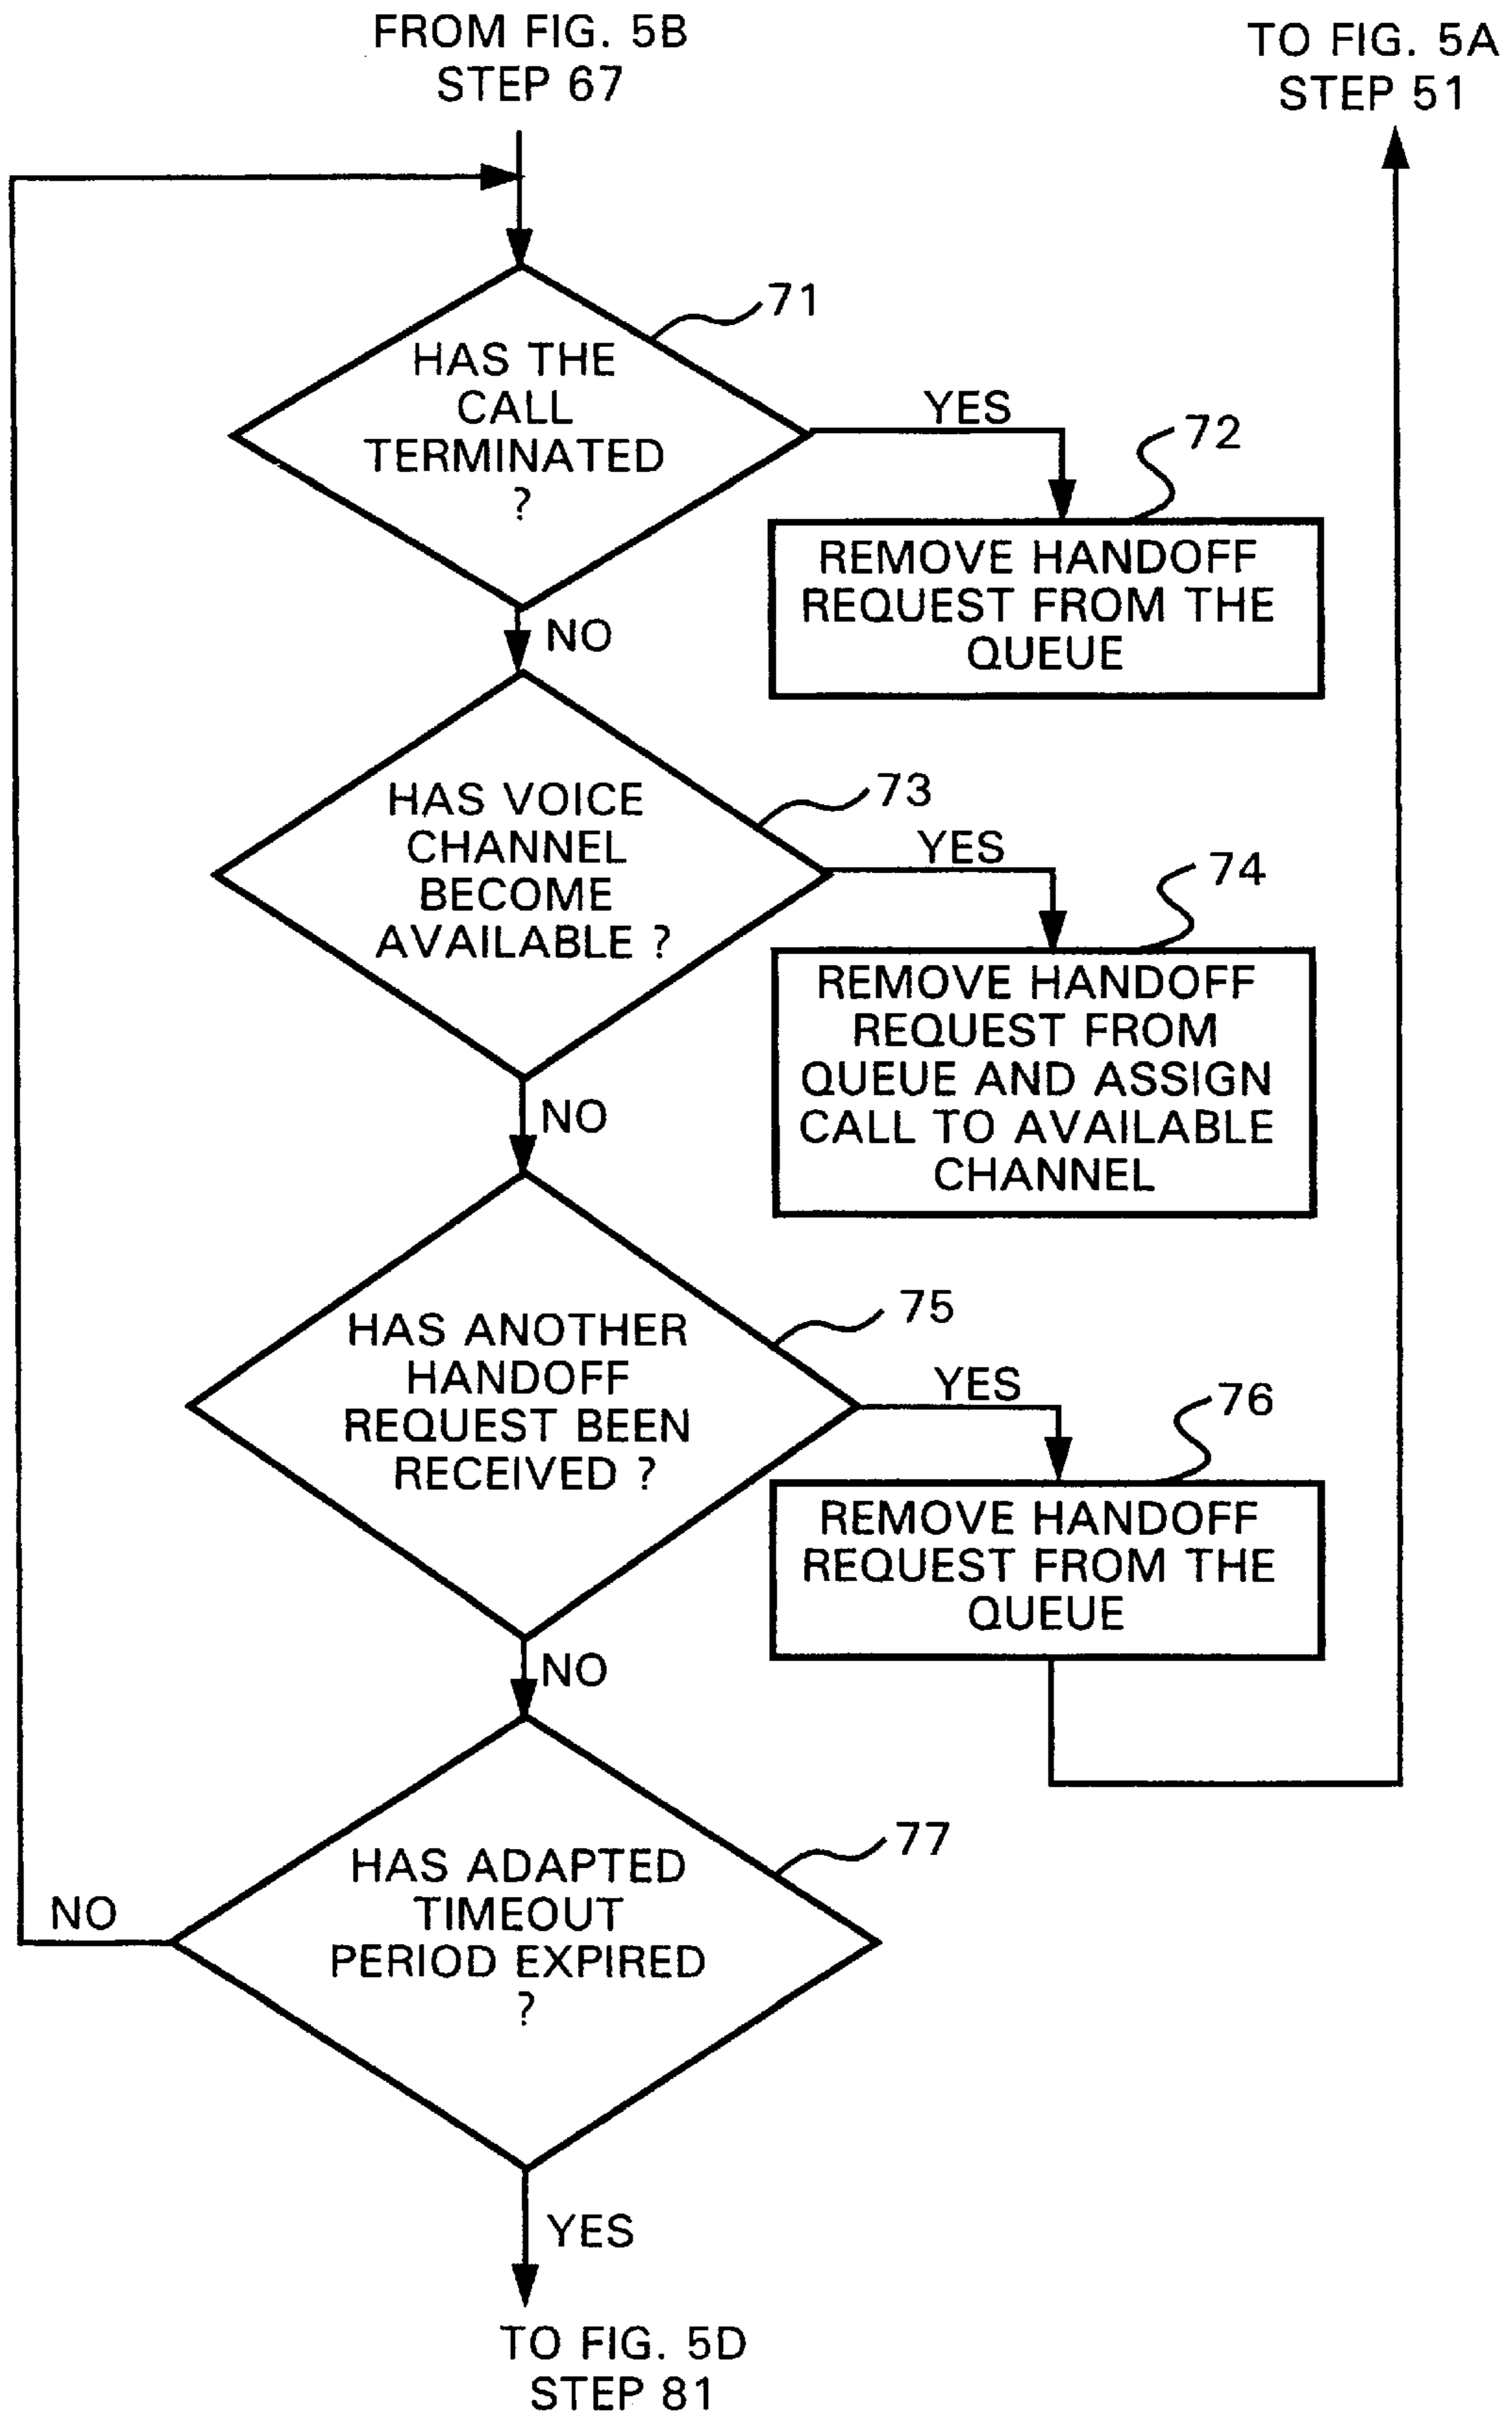 FROM FIG. 5B
STEP 67
TO FIG. 5A
STEP 51
71
HAS THE
CALL
TERMINATED
?
YES
72
REMOVE HANDOFF
REQUEST FROM THE
QUEUE
NO
73
HAS VOICE
CHANNEL
BECOME
AVAILABLE ?
YES
74
REMOVE HANDOFF
REQUEST FROM
QUEUE AND ASSIGN
CALL TO AVAILABLE
CHANNEL
NO
75
HAS ANOTHER
HANDOFF
REQUEST BEEN
RECEIVED ?
YES
76
REMOVE HANDOFF
REQUEST FROM THE
QUEUE
NO
77
HAS ADAPTED
TIMEOUT
PERIOD EXPIRED
?
NO
YES
TO FIG. 5D
STEP 81